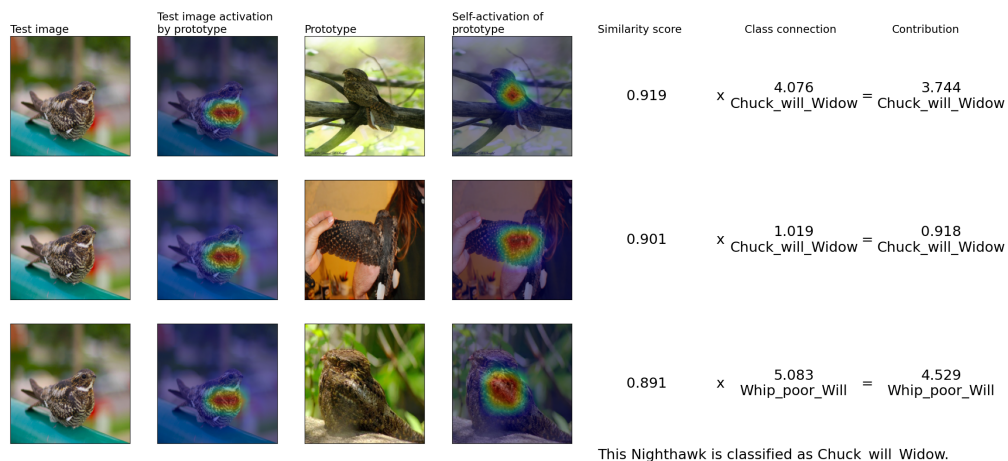 Test image
Test image activation
by prototype
Prototype
Self-activation of
prototype
Similarity score
Class connection
Contribution
0.919
x
4.076
Chuck_will_Widow
=
3.744
Chuck_will_Widow
0.901
x
1.019
Chuck_will_Widow
=
0.918
Chuck_will_Widow
0.891
x
5.083
Whip_poor_Will
=
4.529
Whip_poor_Will
This Nighthawk is classified as Chuck_will_Widow.